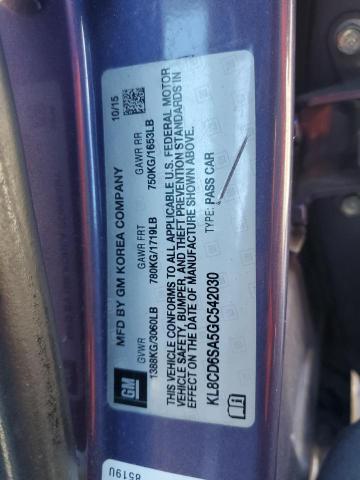 MFD BY GM KOREA COMPANY 10/15
GVWR GAWR FRT GAWR RR
1388KG/3060LB 780KG/1719LB 750KG/1653LB
THIS VEHICLE CONFORMS TO ALL APPLICABLE U.S. FEDERAL MOTOR
VEHICLE SAFETY, BUMPER, AND THEFT PREVENTION STANDARDS IN
EFFECT ON THE DATE OF MANUFACTURE SHOWN ABOVE.
KL8CD6SA5GC542030 TYPE: PASS CAR
GM
8519U